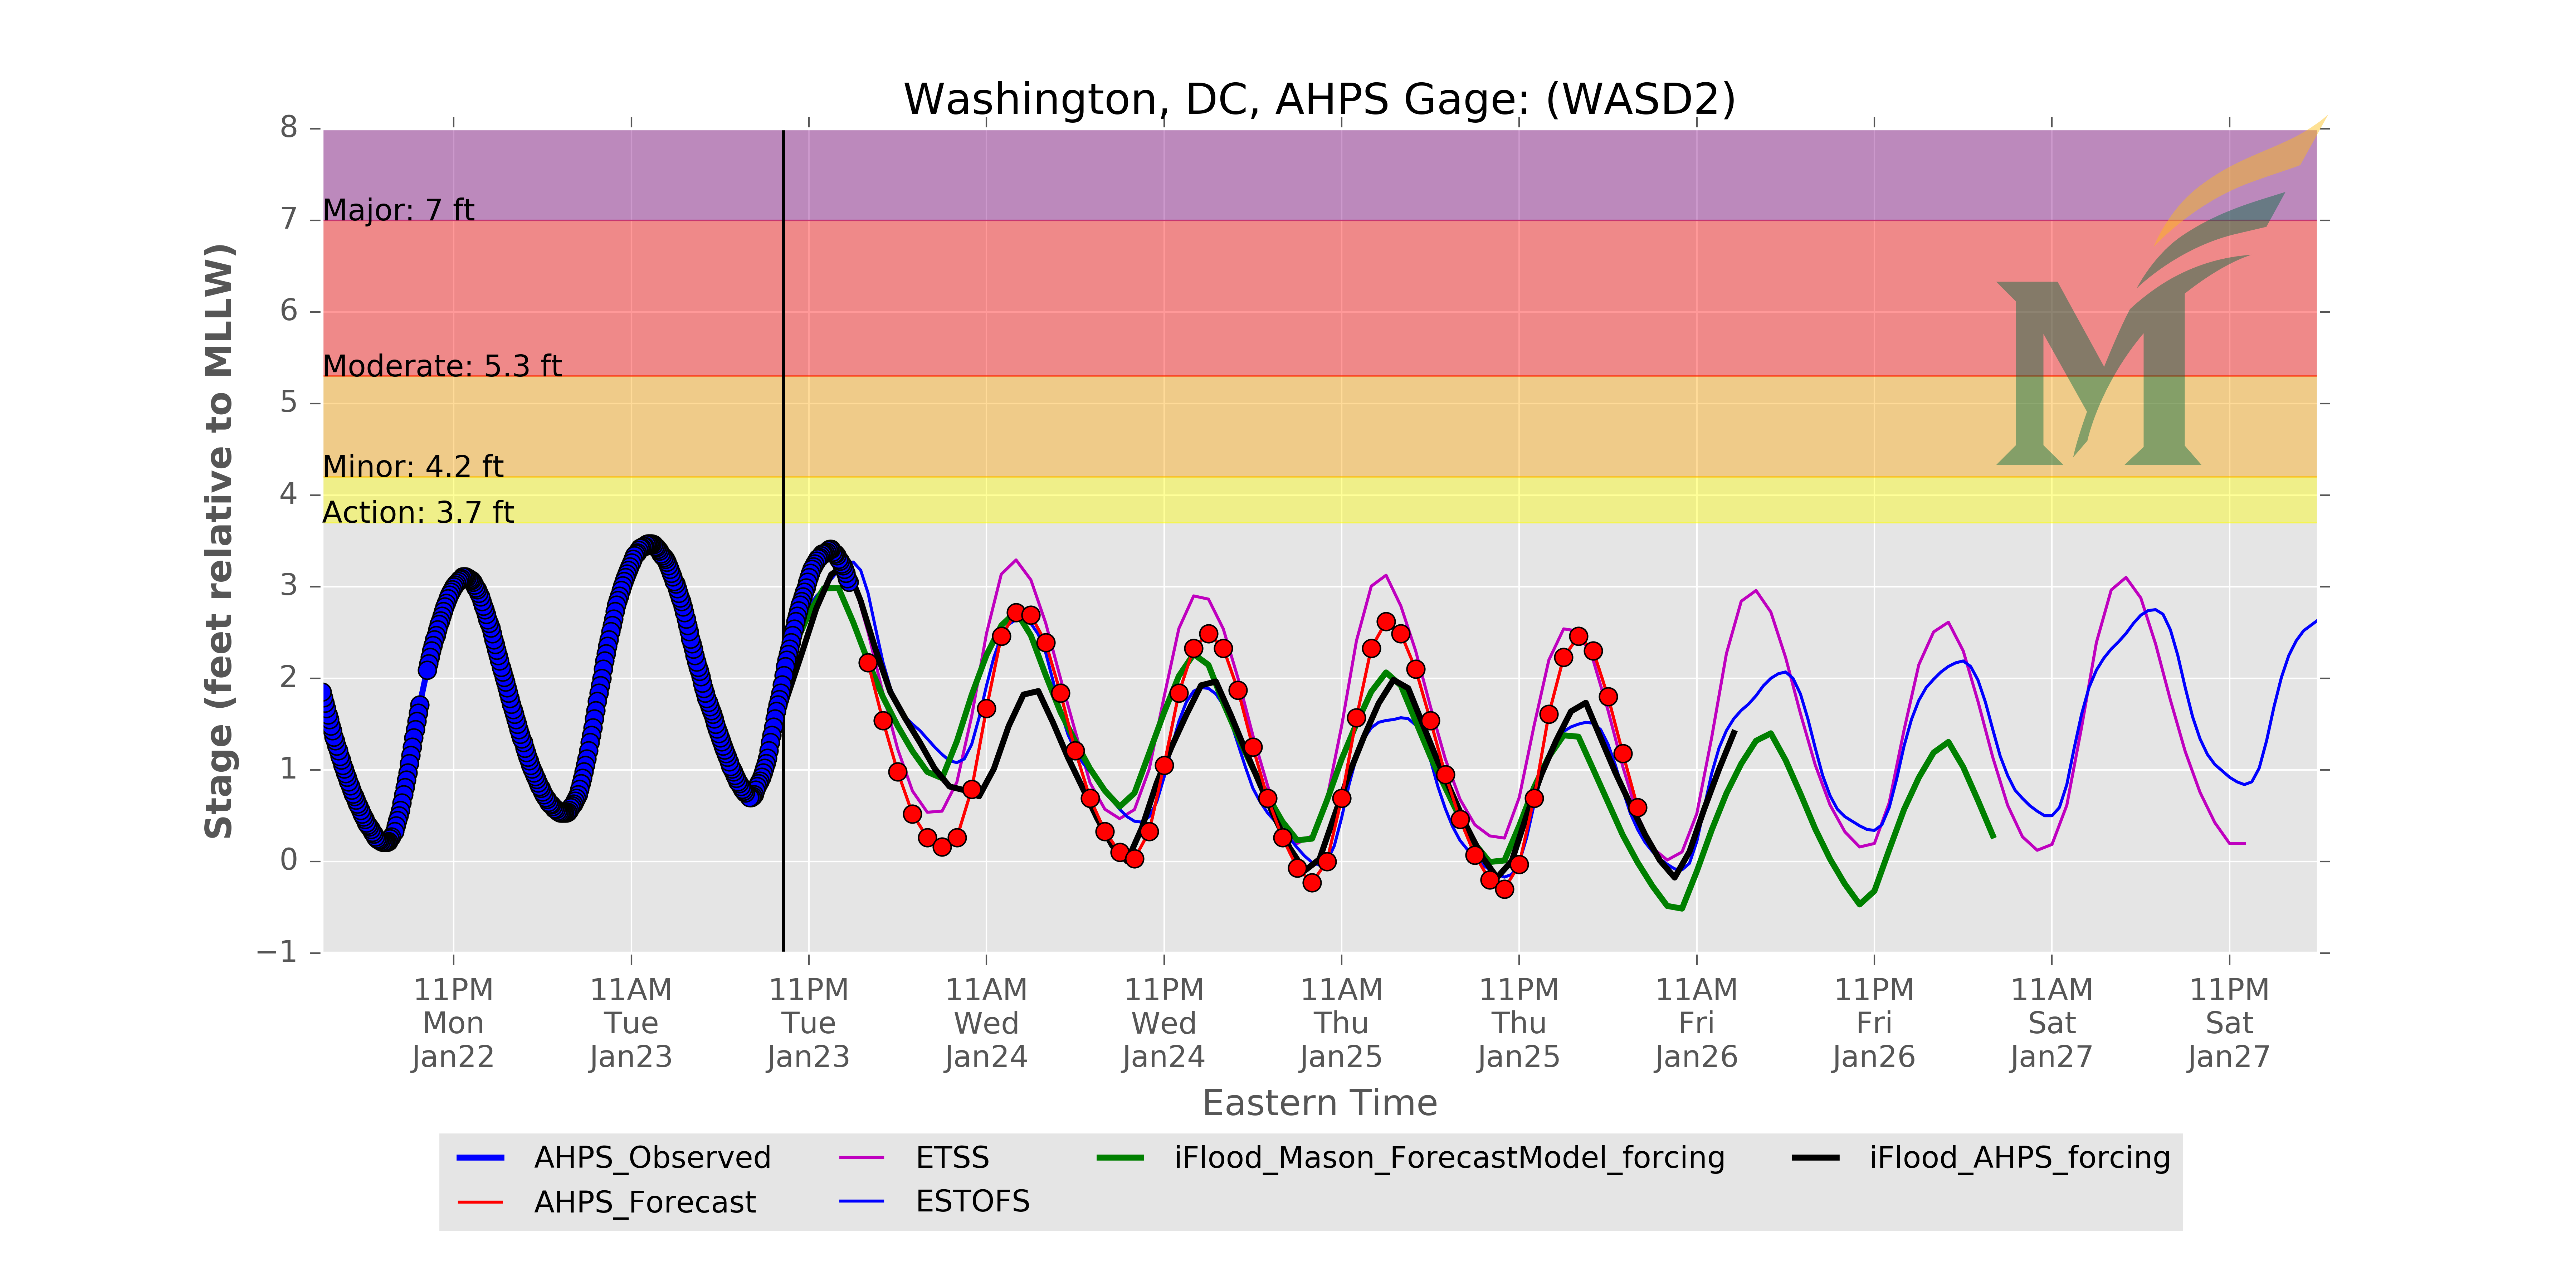 Washington, DC, AHPS Gage: (WASD2)
Stage (feet relative to MLLW)
8
7
6
5
4
3
2
1
0
−1
Major: 7 ft
Moderate: 5.3 ft
Minor: 4.2 ft
Action: 3.7 ft
11PM 11AM 11PM 11AM 11PM 11AM 11PM 11AM 11PM 11AM 11PM
Mon Tue Tue Wed Wed Thu Thu Fri Fri Sat Sat
Jan22 Jan23 Jan23 Jan24 Jan24 Jan25 Jan25 Jan26 Jan26 Jan27 Jan27
Eastern Time
AHPS_Observed ETSS iFlood_Mason_ForecastModel_forcing iFlood_AHPS_forcing
AHPS_Forecast ESTOFS